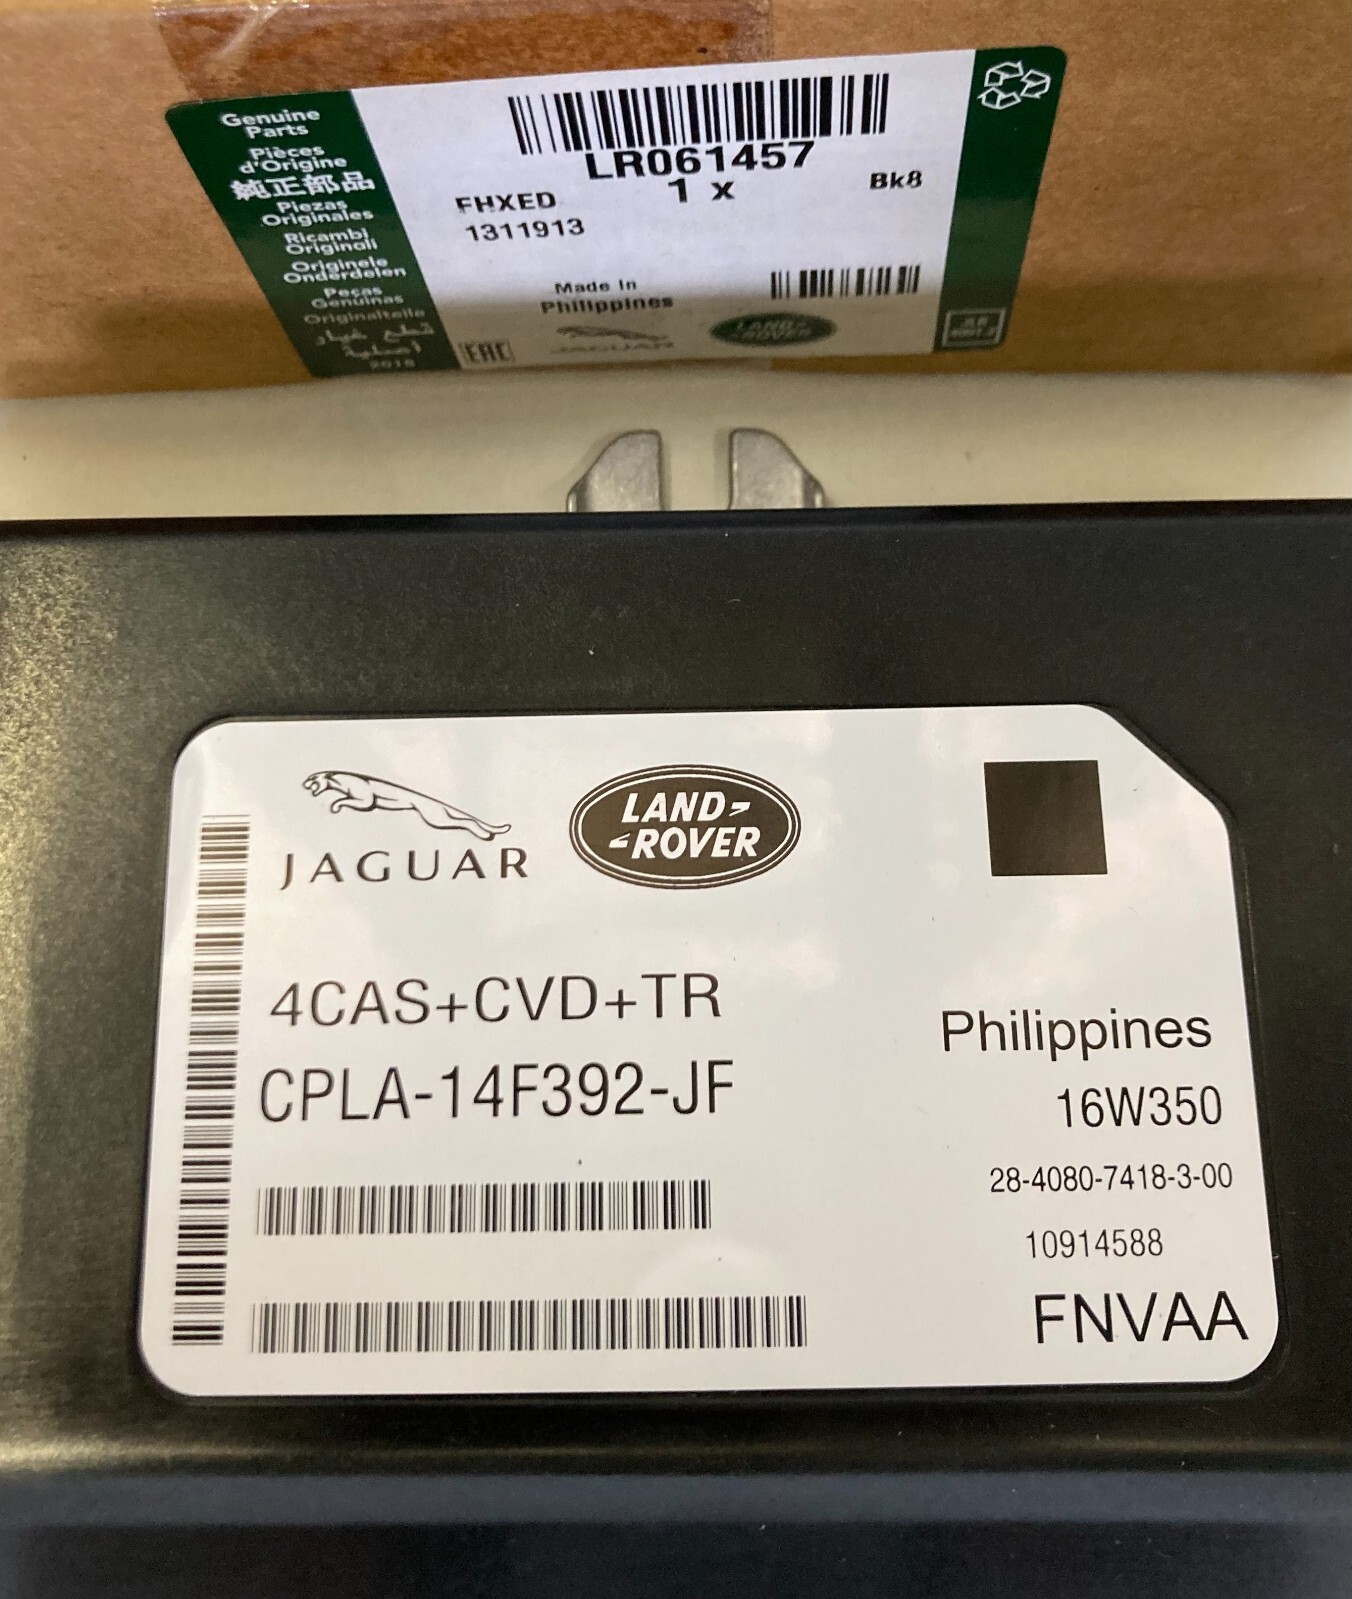 Genuine
Parts
Pièces
d'Origine
純正部品
Piezas
Originales
Ricambi
Originali
Originele
Onderdelen
Peças
Genuinas
Originalteile
قطع غيار
أصلية
LR061457
FHXED
1 x
Bk8
1311913
Made In
Philippines
EAC
JAGUAR
LAND-
-ROVER
JAGUAR
LAND-
-ROVER
4CAS+CVD+TR
CPLA-14F392-JF
Philippines
16W350
28-4080-7418-3-00
10914588
FNVAA